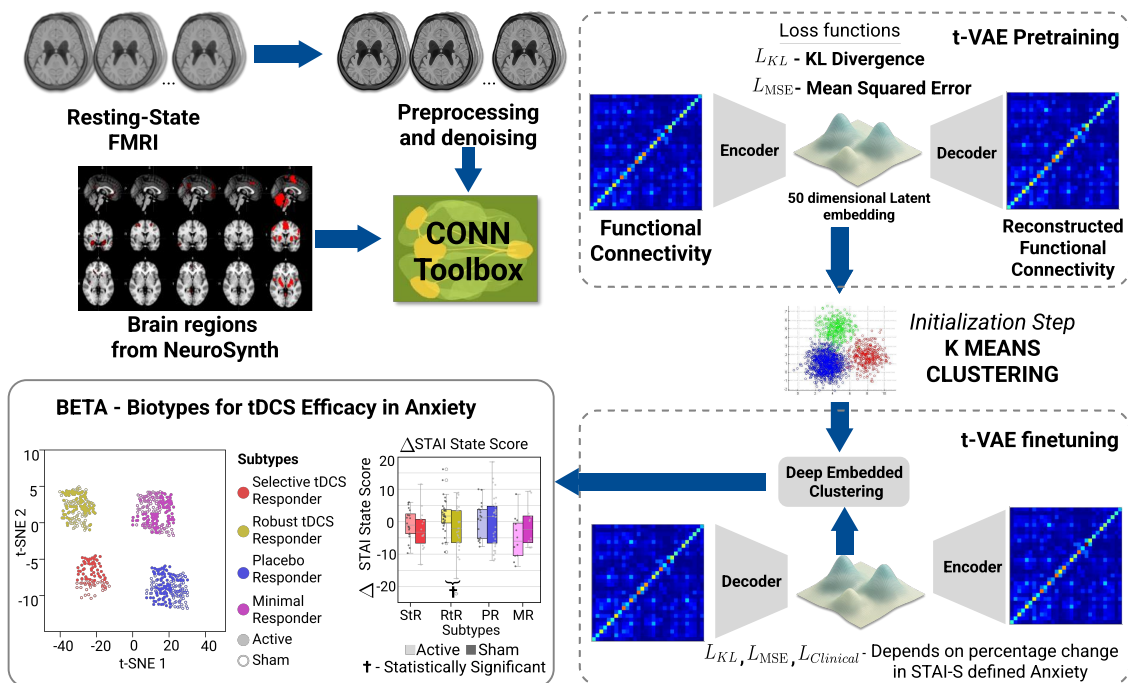 Resting-State
FMRI
...
Preprocessing
and denoising
...
Brain regions
from NeuroSynth
CONN
Toolbox
t-VAE Pretraining
Loss functions
L_KL - KL Divergence
L_MSE - Mean Squared Error
Encoder
Decoder
50 dimensional Latent
embedding
Functional
Connectivity
Reconstructed
Functional
Connectivity
Initialization Step
K MEANS
CLUSTERING
t-VAE finetuning
Deep Embedded
Clustering
Decoder
Encoder
L_KL, L_MSE, L_Clinical - Depends on percentage change
in STAI-S defined Anxiety
BETA - Biotypes for tDCS Efficacy in Anxiety
10
5
0
-5
-10
t-SNE 2
-40 -20 0 20 40
t-SNE 1
Subtypes
Selective tDCS
Responder
Robust tDCS
Responder
Placebo
Responder
Minimal
Responder
Active
Sham
△STAI State Score
20
10
0
-10
-20
△ STAI State Score
†
StR RtR PR MR
Subtypes
Active Sham
† - Statistically Significant